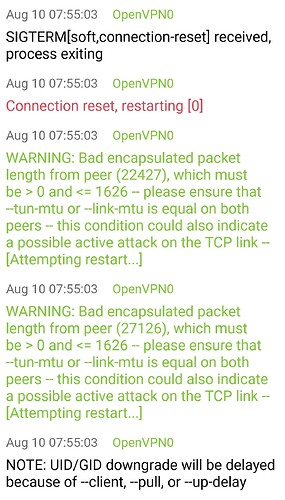 Aug 10 07:55:03 OpenVPN0
SIGTERM[soft,connection-reset] received,
process exiting
Aug 10 07:55:03 OpenVPN0
Connection reset, restarting [0]
Aug 10 07:55:03 OpenVPN0
WARNING: Bad encapsulated packet
length from peer (22427), which must
be > 0 and <= 1626 -- please ensure that
--tun-mtu or --link-mtu is equal on both
peers -- this condition could also indicate
a possible active attack on the TCP link --
[Attempting restart...]
Aug 10 07:55:03 OpenVPN0
WARNING: Bad encapsulated packet
length from peer (27126), which must
be > 0 and <= 1626 -- please ensure that
--tun-mtu or --link-mtu is equal on both
peers -- this condition could also indicate
a possible active attack on the TCP link --
[Attempting restart...]
Aug 10 07:55:03 OpenVPN0
NOTE: UID/GID downgrade will be delayed
because of --client, --pull, or --up-delay